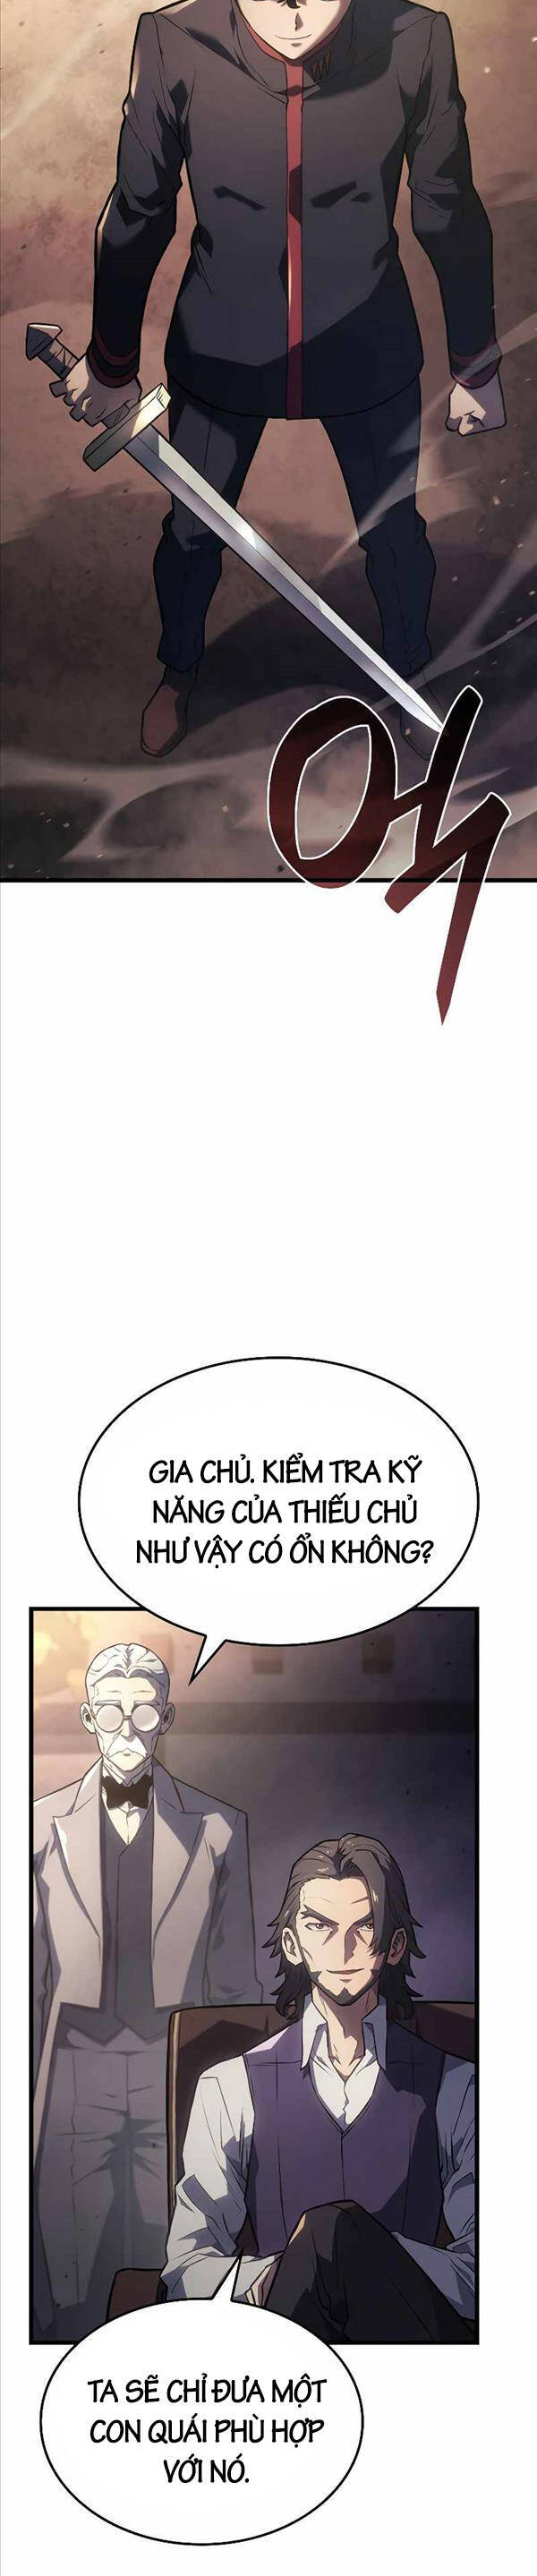 GIA CHỦ. KIỂM TRA KỸ
NĂNG CỦA THIẾU CHỦ
NHƯ VẬY CÓ ỔN KHÔNG?
TA SẼ CHỈ ĐƯA MỘT
CON QUÁI PHÙ HỢP
VỚI NÓ.